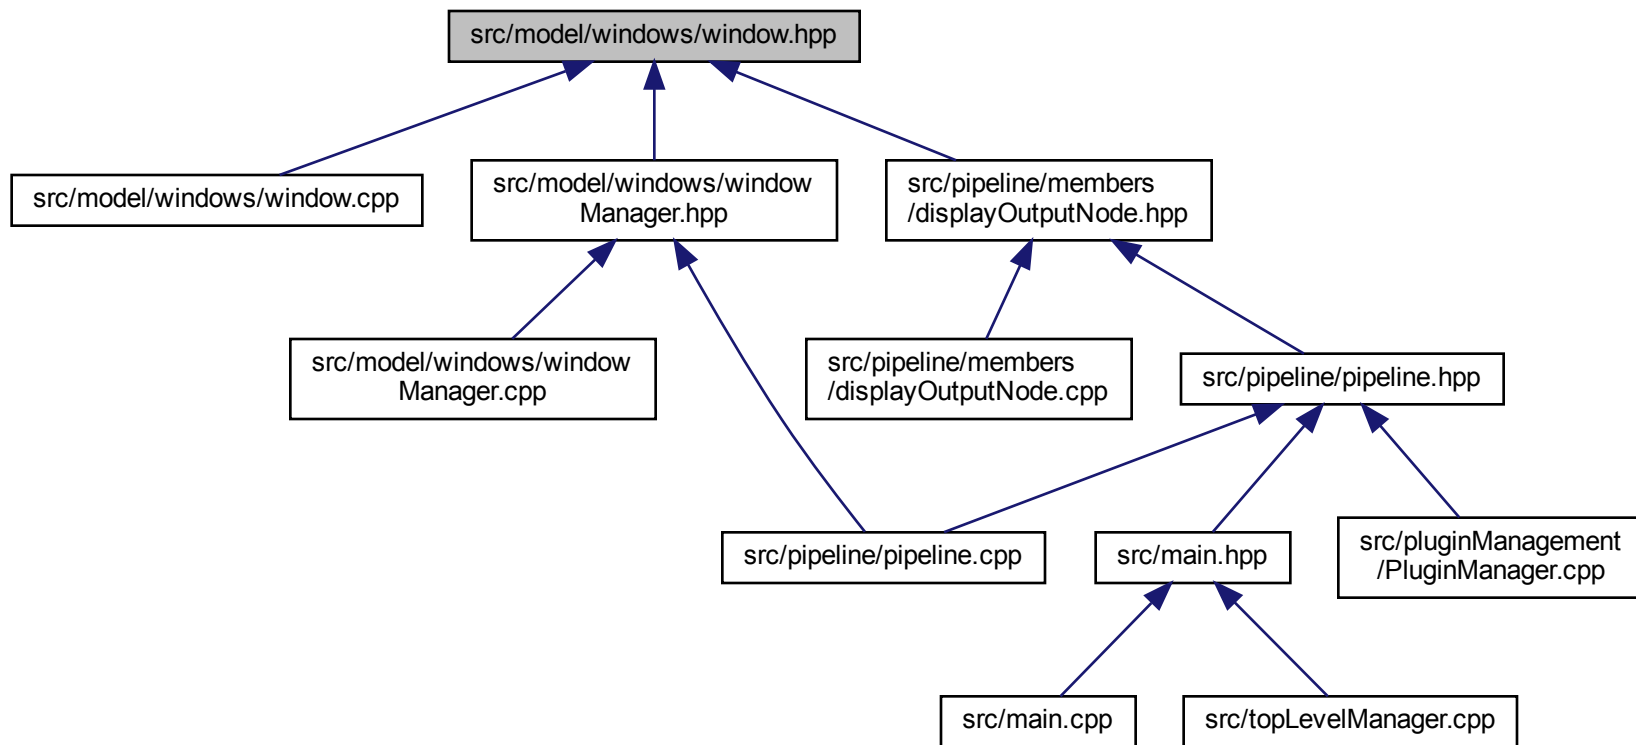 src/model/windows/window.hpp
src/model/windows/window.cpp
src/model/windows/window
Manager.hpp
src/pipeline/members
/displayOutputNode.hpp
src/model/windows/window
Manager.cpp
src/pipeline/members
/displayOutputNode.cpp
src/pipeline/pipeline.hpp
src/pipeline/pipeline.cpp
src/main.hpp
src/pluginManagement
/PluginManager.cpp
src/main.cpp
src/topLevelManager.cpp